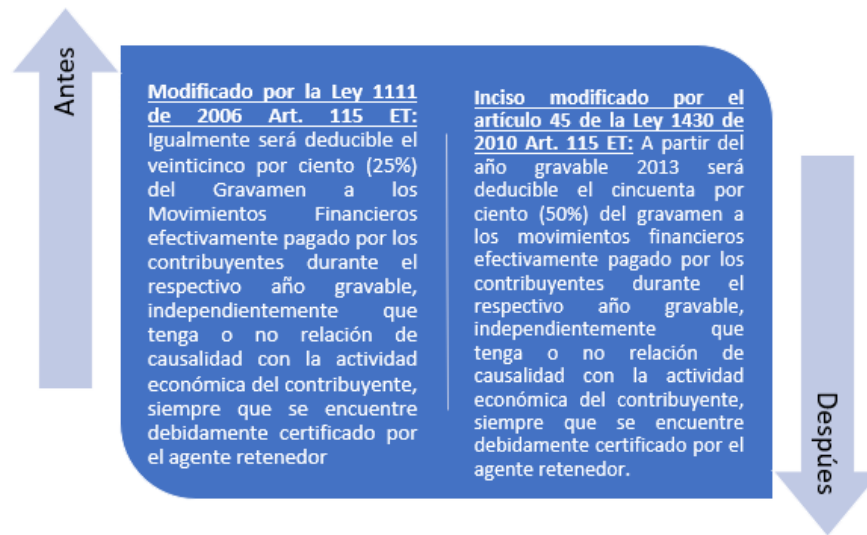 Antes
Modificado por la Ley 1111
de 2006 Art. 115 ET:
Igualmente será deducible el
veinticinco por ciento (25%)
del Gravamen a los
Movimientos Financieros
efectivamente pagado por los
contribuyentes durante el
respectivo año gravable,
independientemente que
tenga o no relación de
causalidad con la actividad
económica del contribuyente,
siempre que se encuentre
debidamente certificado por
el agente retenedor
Inciso modificado por el
artículo 45 de la Ley 1430 de
2010 Art. 115 ET: A partir del
año gravable 2013 será
deducible el cincuenta por
ciento (50%) del gravamen a
los movimientos financieros
efectivamente pagado por los
contribuyentes durante el
respectivo año gravable,
independientemente que
tenga o no relación de
causalidad con la actividad
económica del contribuyente,
siempre que se encuentre
debidamente certificado por el
agente retenedor.
Despúes